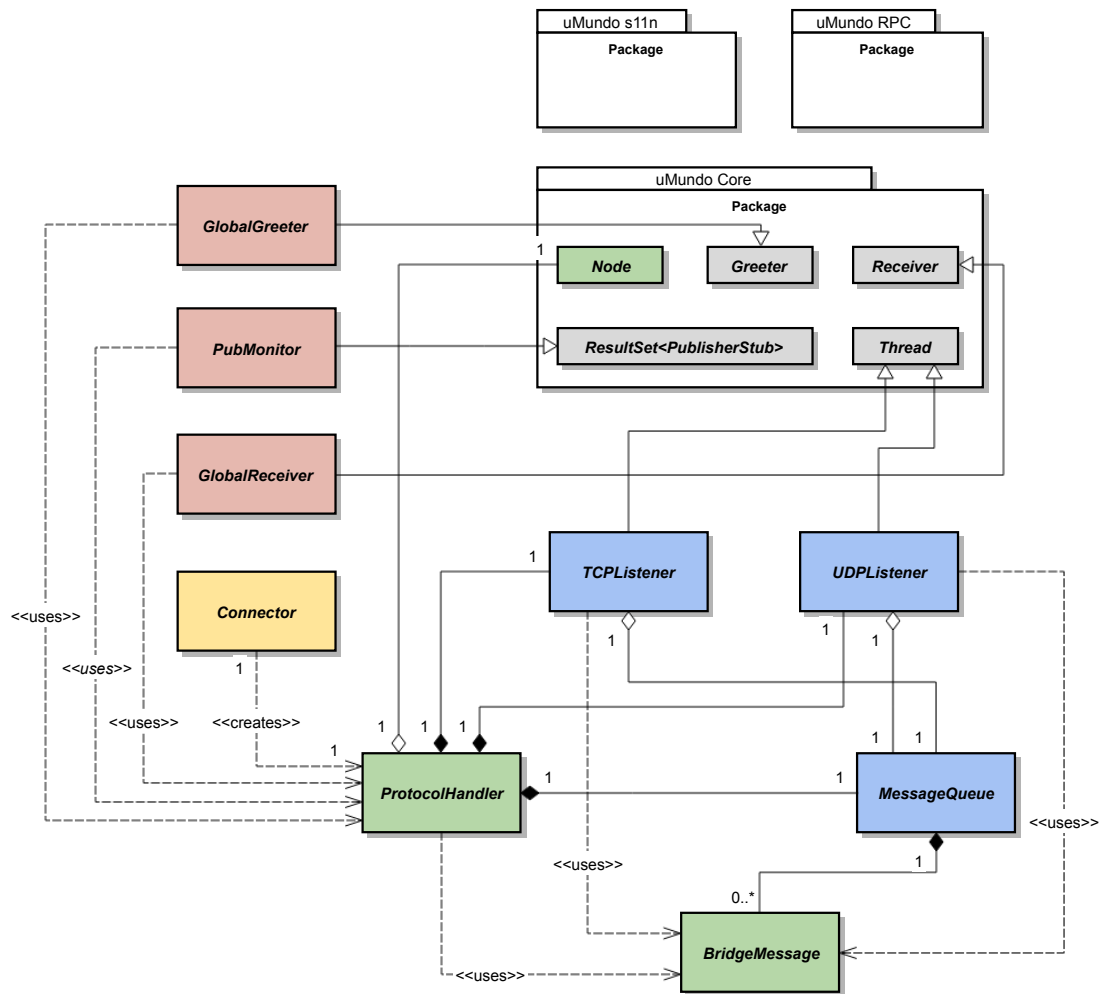 uMundo s11n
uMundo RPC
Package
Package
uMundo Core
Package
GlobalGreeter
1
Node
Greeter
Receiver
PubMonitor
ResultSet<PublisherStub>
Thread
GlobalReceiver
1
TCPListener
UDPListener
Connector
<<uses>>
1
1
1
1
<<uses>>
<<uses>>
<<creates>>
1
1
1
1
1
1
ProtocolHandler
1
1
MessageQueue
<<uses>>
<<uses>>
1
0..*
BridgeMessage
<<uses>>